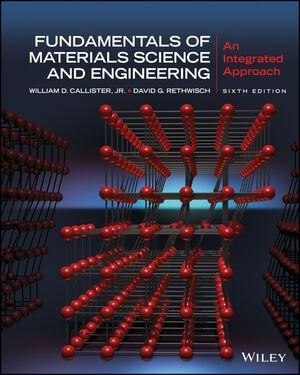 FUNDAMENTALS OF
MATERIALS SCIENCE
AND ENGINEERING
An
Integrated
Approach
WILLIAM D. CALLISTER, JR. • DAVID G. RETHWISCH
SIXTH EDITION
WILEY